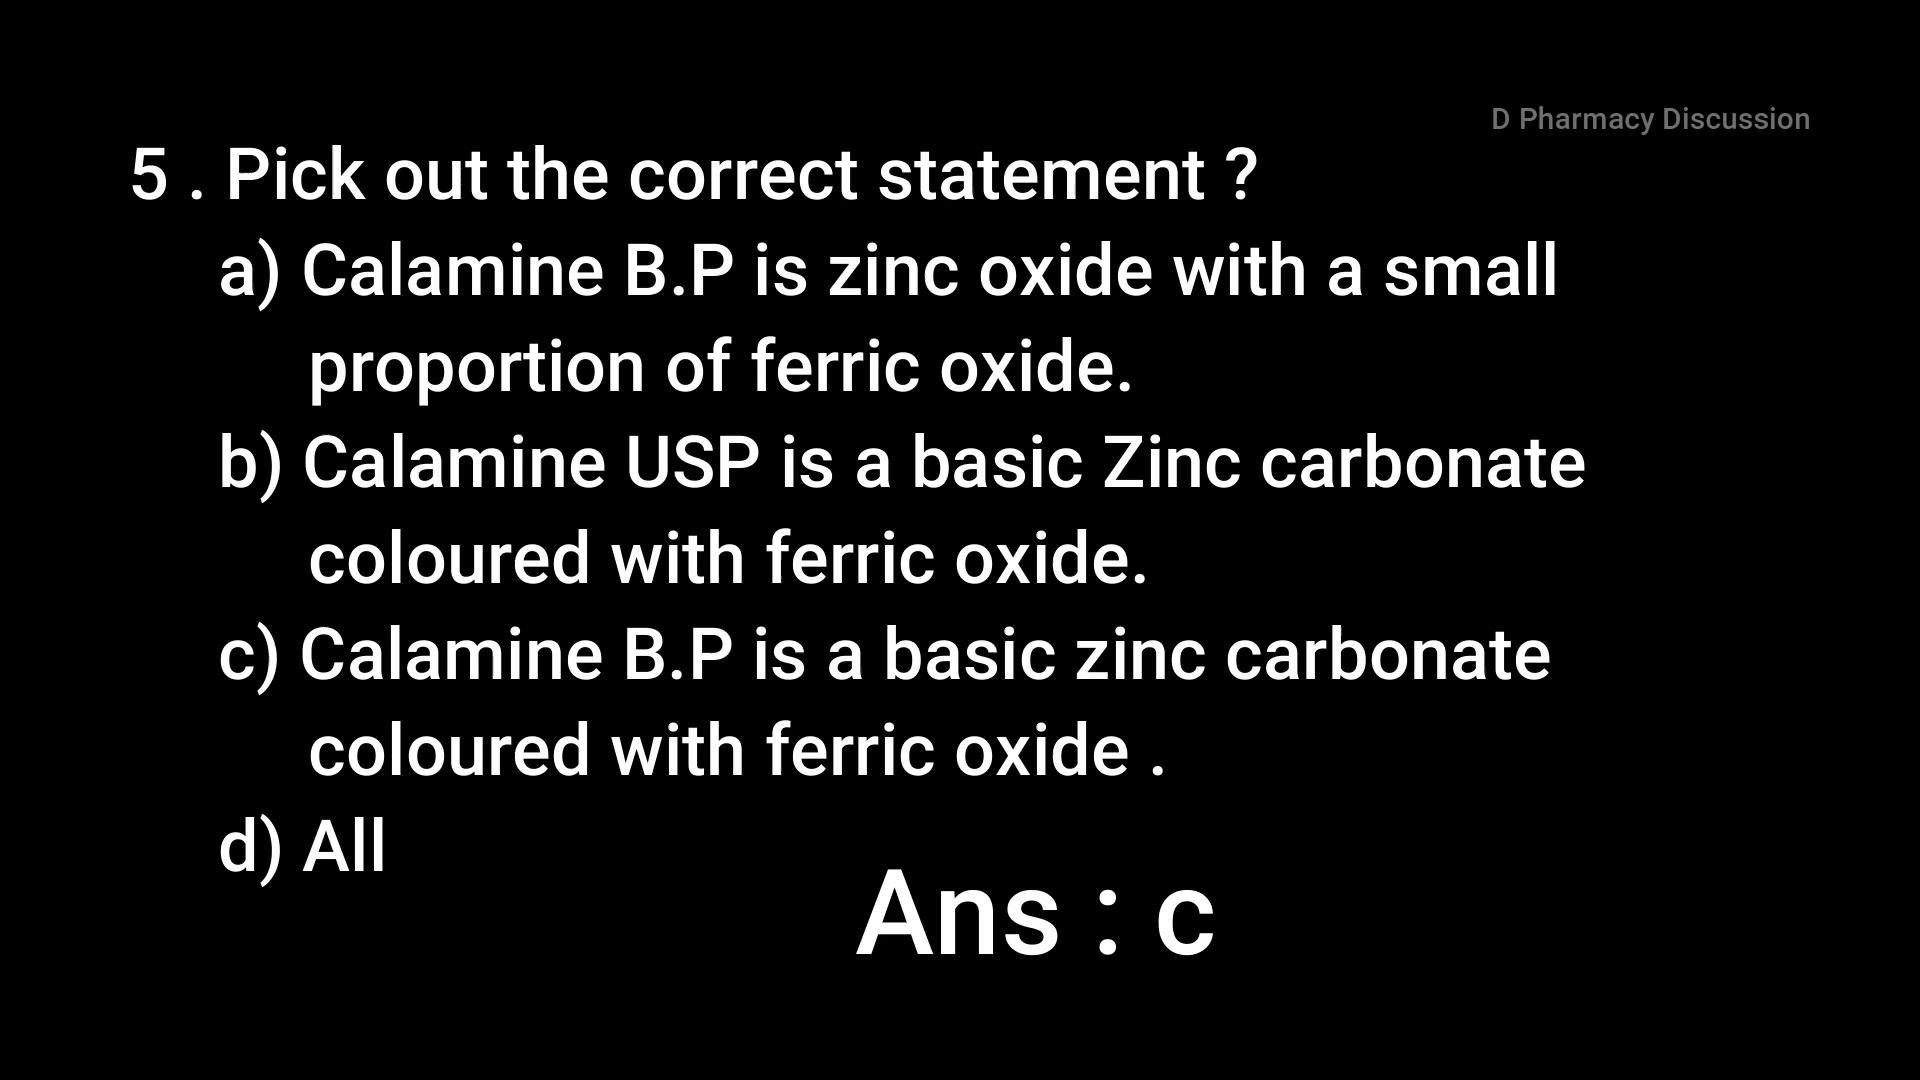 D Pharmacy Discussion
5 . Pick out the correct statement ?
a) Calamine B.P is zinc oxide with a small
proportion of ferric oxide.
b) Calamine USP is a basic Zinc carbonate
coloured with ferric oxide.
c) Calamine B.P is a basic zinc carbonate
coloured with ferric oxide .
d) All
Ans : c